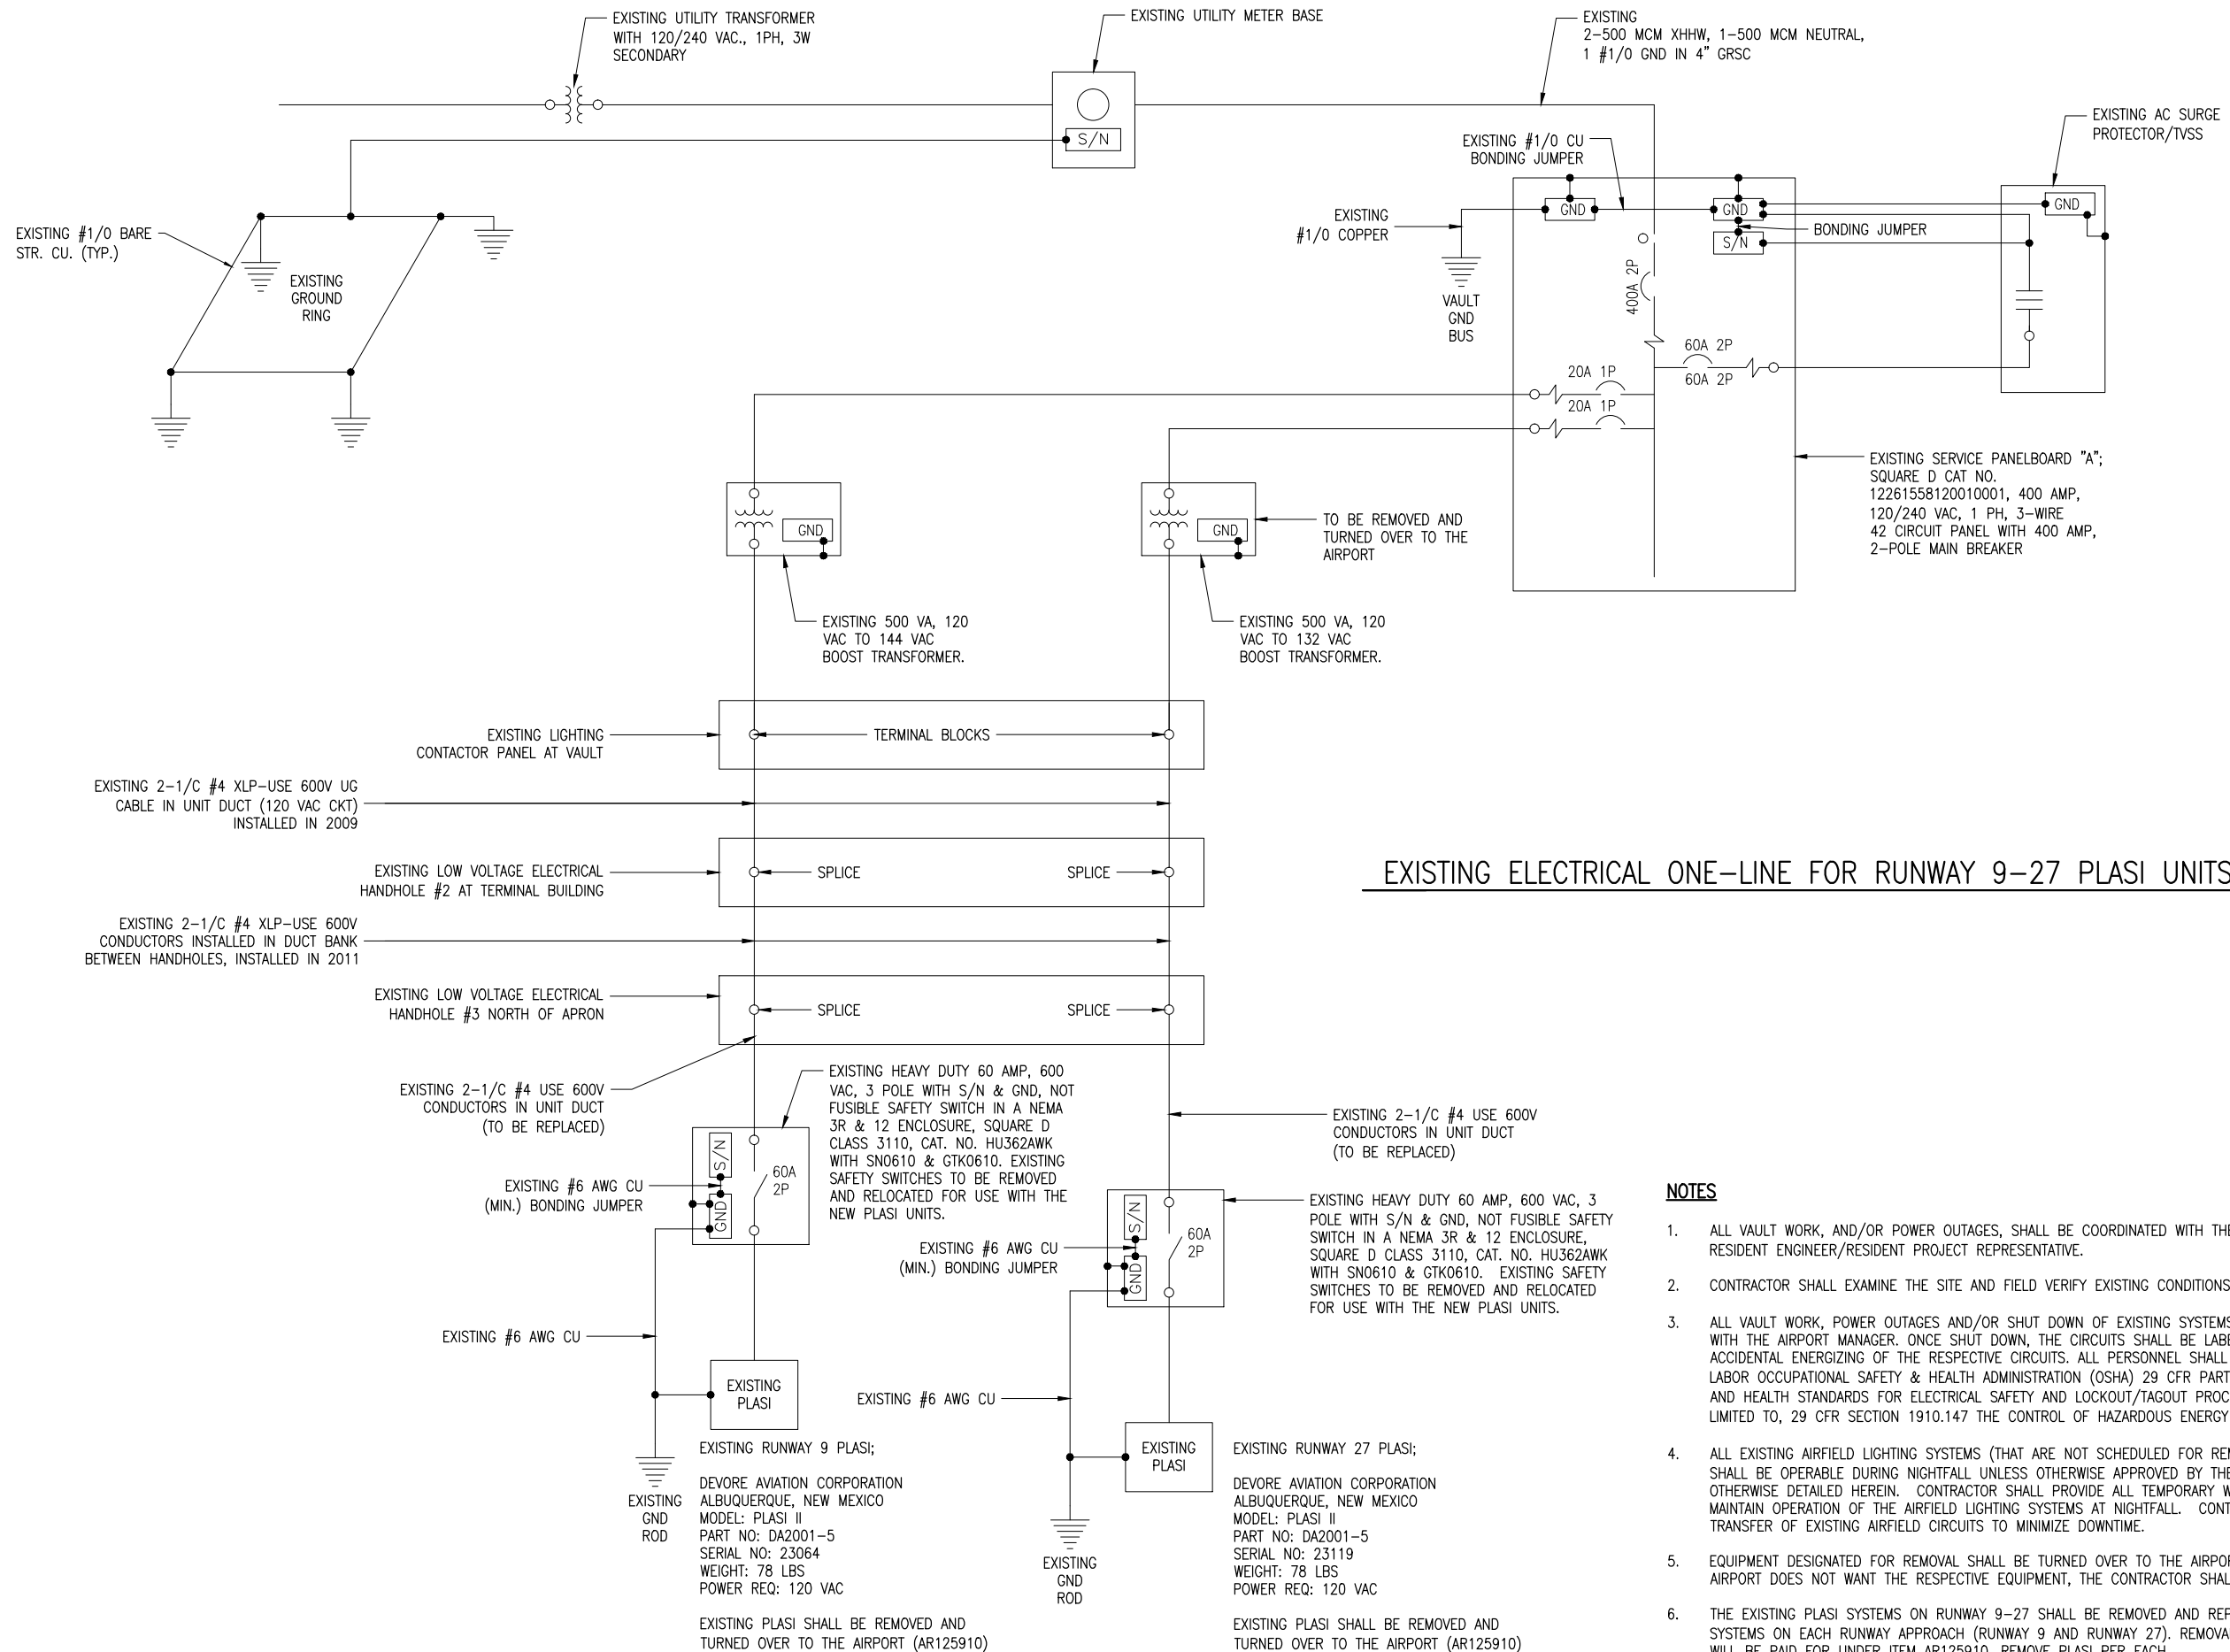 EXISTING UTILITY TRANSFORMER
WITH 120/240 VAC., 1PH, 3W
SECONDARY
EXISTING UTILITY METER BASE
EXISTING
2-500 MCM XHHW, 1-500 MCM NEUTRAL,
1 #1/0 GND IN 4" GRSC
EXISTING AC SURGE
PROTECTOR/TVSS
S/N
EXISTING #1/0 CU
BONDING JUMPER
GND
GND
GND
EXISTING
#1/0 COPPER
BONDING JUMPER
S/N
EXISTING #1/0 BARE
STR. CU. (TYP.)
EXISTING
GROUND
RING
VAULT
GND
BUS
400A 2P
60A 2P
60A 2P
20A 1P
20A 1P
EXISTING SERVICE PANELBOARD "A";
SQUARE D CAT NO.
12261558120010001, 400 AMP,
120/240 VAC, 1 PH, 3-WIRE
42 CIRCUIT PANEL WITH 400 AMP,
2-POLE MAIN BREAKER
GND
GND
TO BE REMOVED AND
TURNED OVER TO THE
AIRPORT
EXISTING 500 VA, 120
VAC TO 144 VAC
BOOST TRANSFORMER.
EXISTING 500 VA, 120
VAC TO 132 VAC
BOOST TRANSFORMER.
EXISTING LIGHTING
CONTACTOR PANEL AT VAULT
TERMINAL BLOCKS
EXISTING 2-1/C #4 XLP-USE 600V UG
CABLE IN UNIT DUCT (120 VAC CKT)
INSTALLED IN 2009
EXISTING LOW VOLTAGE ELECTRICAL
HANDHOLE #2 AT TERMINAL BUILDING
SPLICE
SPLICE
EXISTING ELECTRICAL ONE-LINE FOR RUNWAY 9-27 PLASI UNITS
EXISTING 2-1/C #4 XLP-USE 600V
CONDUCTORS INSTALLED IN DUCT BANK
BETWEEN HANDHOLES, INSTALLED IN 2011
EXISTING LOW VOLTAGE ELECTRICAL
HANDHOLE #3 NORTH OF APRON
SPLICE
SPLICE
EXISTING 2-1/C #4 USE 600V
CONDUCTORS IN UNIT DUCT
(TO BE REPLACED)
EXISTING HEAVY DUTY 60 AMP, 600
VAC, 3 POLE WITH S/N & GND, NOT
FUSIBLE SAFETY SWITCH IN A NEMA
3R & 12 ENCLOSURE, SQUARE D
CLASS 3110, CAT. NO. HU362AWK
WITH SN0610 & GTK0610. EXISTING
SAFETY SWITCHES TO BE REMOVED
AND RELOCATED FOR USE WITH THE
NEW PLASI UNITS.
EXISTING 2-1/C #4 USE 600V
CONDUCTORS IN UNIT DUCT
(TO BE REPLACED)
S/N
GND
60A
2P
EXISTING #6 AWG CU
(MIN.) BONDING JUMPER
S/N
GND
60A
2P
EXISTING #6 AWG CU
(MIN.) BONDING JUMPER
EXISTING HEAVY DUTY 60 AMP, 600 VAC, 3
POLE WITH S/N & GND, NOT FUSIBLE SAFETY
SWITCH IN A NEMA 3R & 12 ENCLOSURE,
SQUARE D CLASS 3110, CAT. NO. HU362AWK
WITH SN0610 & GTK0610. EXISTING SAFETY
SWITCHES TO BE REMOVED AND RELOCATED
FOR USE WITH THE NEW PLASI UNITS.
EXISTING #6 AWG CU
EXISTING
PLASI
EXISTING #6 AWG CU
EXISTING
PLASI
EXISTING
GND
ROD
EXISTING RUNWAY 9 PLASI;
DEVORE AVIATION CORPORATION
ALBUQUERQUE, NEW MEXICO
MODEL: PLASI II
PART NO: DA2001-5
SERIAL NO: 23064
WEIGHT: 78 LBS
POWER REQ: 120 VAC
EXISTING PLASI SHALL BE REMOVED AND
TURNED OVER TO THE AIRPORT (AR125910)
EXISTING
GND
ROD
EXISTING RUNWAY 27 PLASI;
DEVORE AVIATION CORPORATION
ALBUQUERQUE, NEW MEXICO
MODEL: PLASI II
PART NO: DA2001-5
SERIAL NO: 23119
WEIGHT: 78 LBS
POWER REQ: 120 VAC
EXISTING PLASI SHALL BE REMOVED AND
TURNED OVER TO THE AIRPORT (AR125910)
NOTES
1. ALL VAULT WORK, AND/OR POWER OUTAGES, SHALL BE COORDINATED WITH THE
RESIDENT ENGINEER/RESIDENT PROJECT REPRESENTATIVE.
2. CONTRACTOR SHALL EXAMINE THE SITE AND FIELD VERIFY EXISTING CONDITIONS
3. ALL VAULT WORK, POWER OUTAGES AND/OR SHUT DOWN OF EXISTING SYSTEMS
WITH THE AIRPORT MANAGER. ONCE SHUT DOWN, THE CIRCUITS SHALL BE
ACCIDENTAL ENERGIZING OF THE RESPECTIVE CIRCUITS. ALL PERSONNEL SHALL
LABOR OCCUPATIONAL SAFETY & HEALTH ADMINISTRATION (OSHA) 29 CFR PART
AND HEALTH STANDARDS FOR ELECTRICAL SAFETY AND LOCKOUT/TAGOUT
LIMITED TO, 29 CFR SECTION 1910.147 THE CONTROL OF HAZARDOUS ENERGY
4. ALL EXISTING AIRFIELD LIGHTING SYSTEMS (THAT ARE NOT SCHEDULED FOR
SHALL BE OPERABLE DURING NIGHTFALL UNLESS OTHERWISE APPROVED BY THE
OTHERWISE DETAILED HEREIN. CONTRACTOR SHALL PROVIDE ALL TEMPORARY
MAINTAIN OPERATION OF THE AIRFIELD LIGHTING SYSTEMS AT NIGHTFALL.
TRANSFER OF EXISTING AIRFIELD CIRCUITS TO MINIMIZE DOWNTIME.
5. EQUIPMENT DESIGNATED FOR REMOVAL SHALL BE TURNED OVER TO THE
AIRPORT DOES NOT WANT THE RESPECTIVE EQUIPMENT, THE CONTRACTOR
6. THE EXISTING PLASI SYSTEMS ON RUNWAY 9-27 SHALL BE REMOVED AND
SYSTEMS ON EACH RUNWAY APPROACH (RUNWAY 9 AND RUNWAY 27).
WILL BE PAID FOR UNDER ITEM AR125910 REMOVE PLASI PER EACH